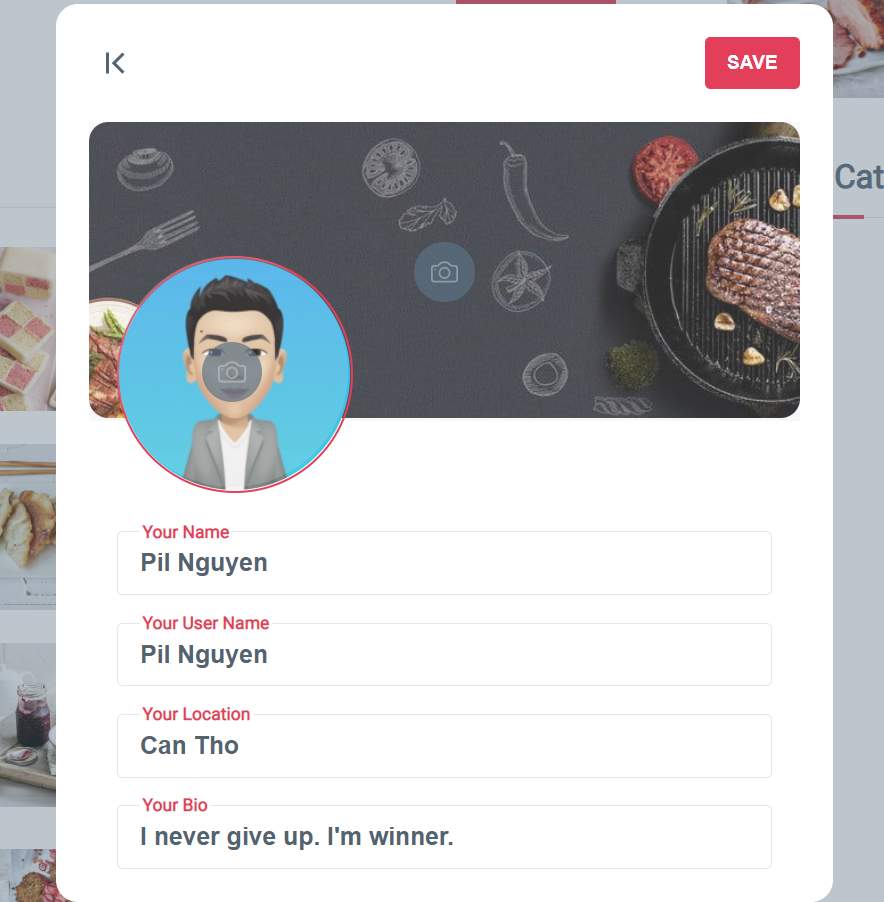 SAVE
Cat
Your Name
Pil Nguyen
Your User Name
Pil Nguyen
Your Location
Can Tho
Your Bio
I never give up. I'm winner.